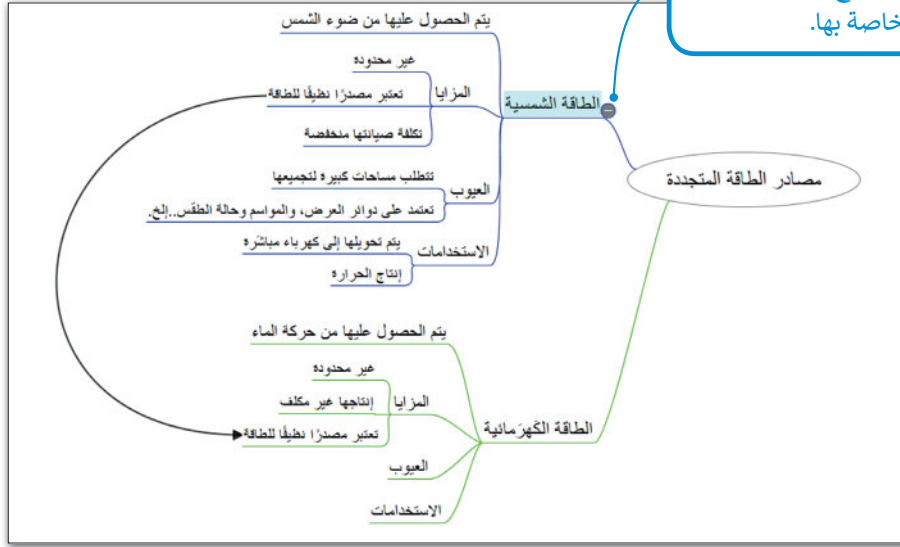 خاصة بها.
مصادر الطاقة المتجددة
الطاقة الشمسية
يتم الحصول عليها من ضوء الشمس
المزايا
غير محدودة
تعتبر مصدرًا نظيفًا للطاقة
تكلفة صيانتها منخفضة
العيوب
تتطلب مساحات كبيرة لتجميعها
تعتمد على دوائر العرض، والمواسم وحالة الطقس..إلخ.
الاستخدامات
يتم تحويلها إلى كهرباء مباشرة
إنتاج الحرارة
الطاقة الكَهرَمائية
يتم الحصول عليها من حركة الماء
المزايا
غير محدودة
إنتاجها غير مكلف
تعتبر مصدرًا نظيفًا للطاقة
العيوب
الاستخدامات